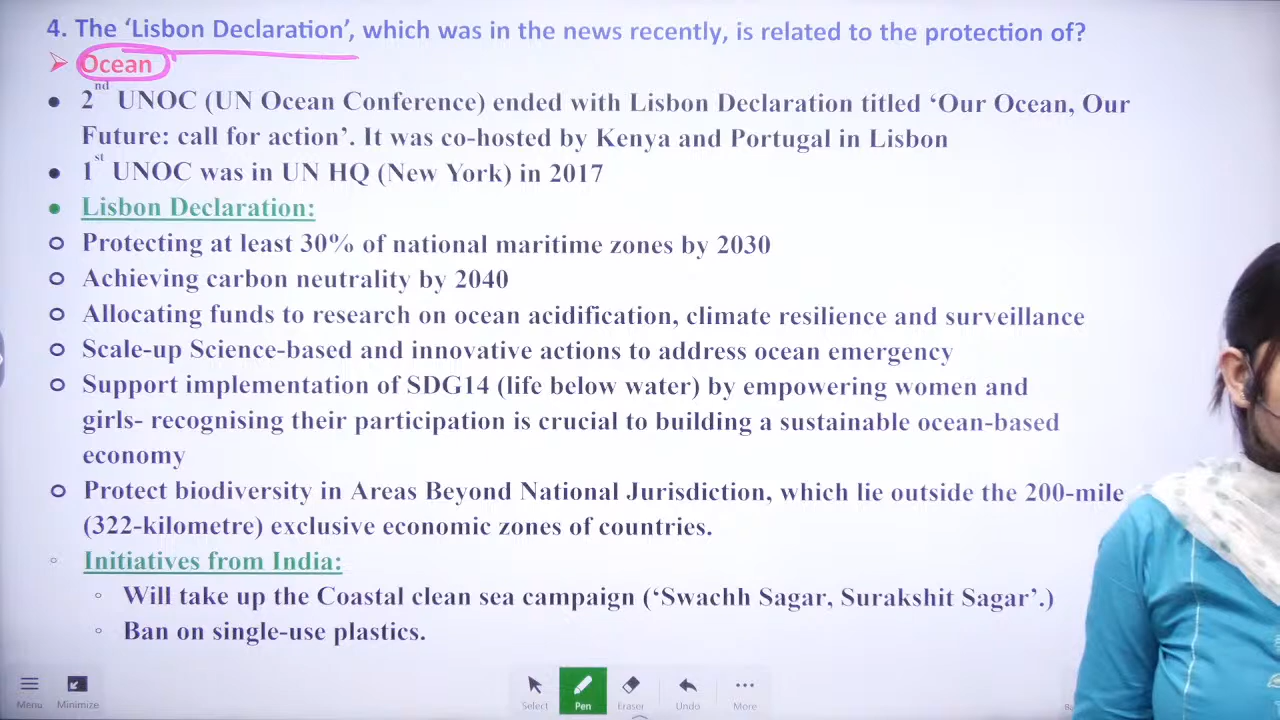 4. The ‘Lisbon Declaration’, which was in the news recently, is related to the protection of?
➢ Ocean
• 2nd UNOC (UN Ocean Conference) ended with Lisbon Declaration titled ‘Our Ocean, Our
Future: call for action’. It was co-hosted by Kenya and Portugal in Lisbon
• 1st UNOC was in UN HQ (New York) in 2017
• Lisbon Declaration:
o Protecting at least 30% of national maritime zones by 2030
o Achieving carbon neutrality by 2040
o Allocating funds to research on ocean acidification, climate resilience and surveillance
o Scale-up Science-based and innovative actions to address ocean emergency
o Support implementation of SDG14 (life below water) by empowering women and
girls- recognising their participation is crucial to building a sustainable ocean-based
economy
o Protect biodiversity in Areas Beyond National Jurisdiction, which lie outside the 200-mile
(322-kilometre) exclusive economic zones of countries.
◦ Initiatives from India:
◦ Will take up the Coastal clean sea campaign (‘Swachh Sagar, Surakshit Sagar’.)
◦ Ban on single-use plastics.
Menu Minimize Select Pen Eraser Undo More